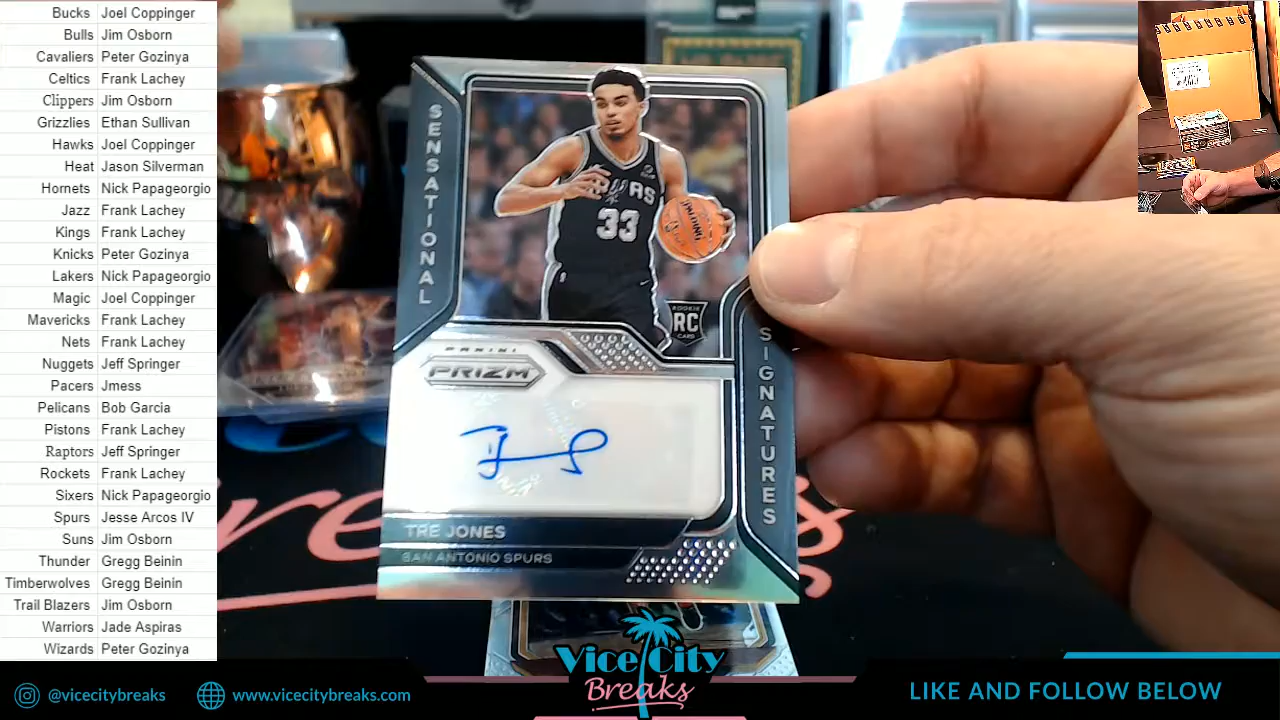 Bucks Joel Coppinger
Bulls Jim Osborn
Cavaliers Peter Gozinya
Celtics Frank Lachey
Clippers Jim Osborn
Grizzlies Ethan Sullivan
Hawks Joel Coppinger
Heat Jason Silverman
Hornets Nick Papageorgio
Jazz Frank Lachey
Kings Frank Lachey
Knicks Peter Gozinya
Lakers Nick Papageorgio
Magic Joel Coppinger
Mavericks Frank Lachey
Nets Frank Lachey
Nuggets Jeff Springer
Pacers Jmess
Pelicans Bob Garcia
Pistons Frank Lachey
Raptors Jeff Springer
Rockets Frank Lachey
Sixers Nick Papageorgio
Spurs Jesse Arcos IV
Suns Jim Osborn
Thunder Gregg Beinin
Timberwolves Gregg Beinin
Trail Blazers Jim Osborn
Warriors Jade Aspiras
Wizards Peter Gozinya
SENSATIONAL
SPURS
33
SPALDING
ROOKIE
RC
CARD
SIGNATURES
PANINI
PRIZM
TRE JONES
SAN ANTONIO SPURS
Vice City
Breaks
@vicecitybreaks
www.vicecitybreaks.com
LIKE AND FOLLOW BELOW